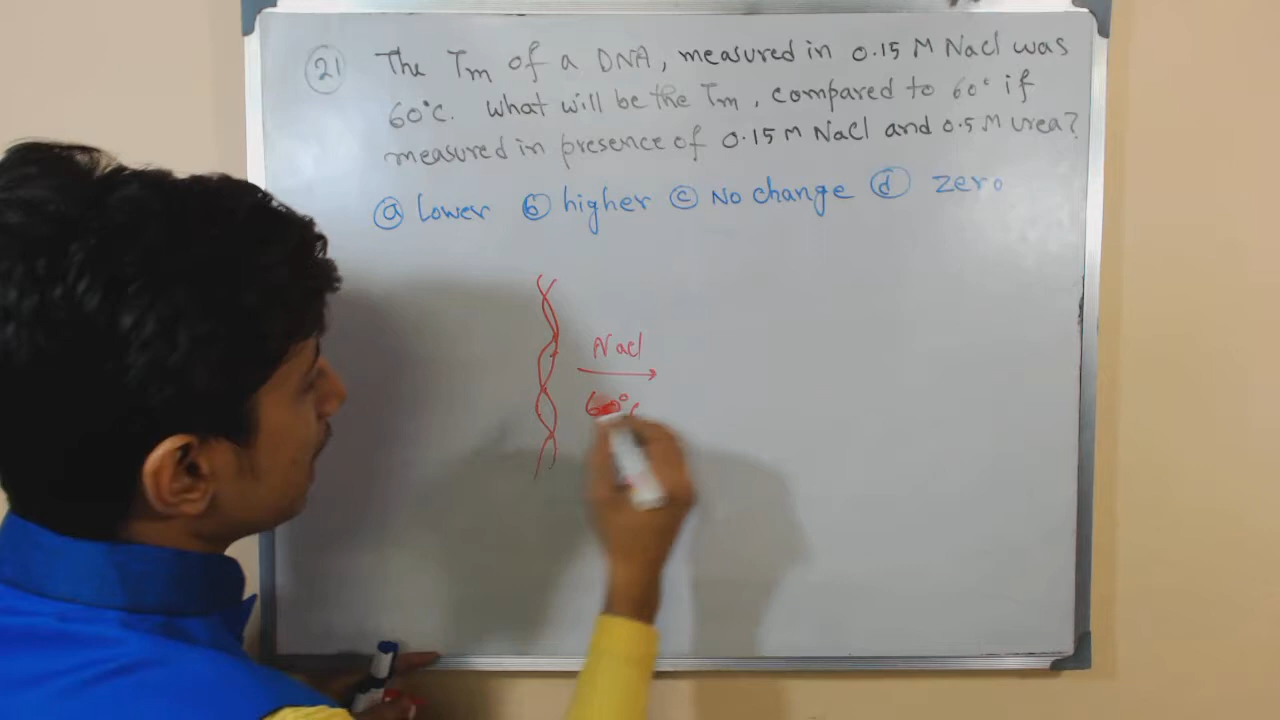 21 The Tm of a DNA, measured in 0.15 M Nacl was
60°c. What will be the Tm, compared to 60° if
measured in presence of 0.15 M NaCl and 0.5 M urea?
a lower b higher c No change d zero
Nacl
60°C